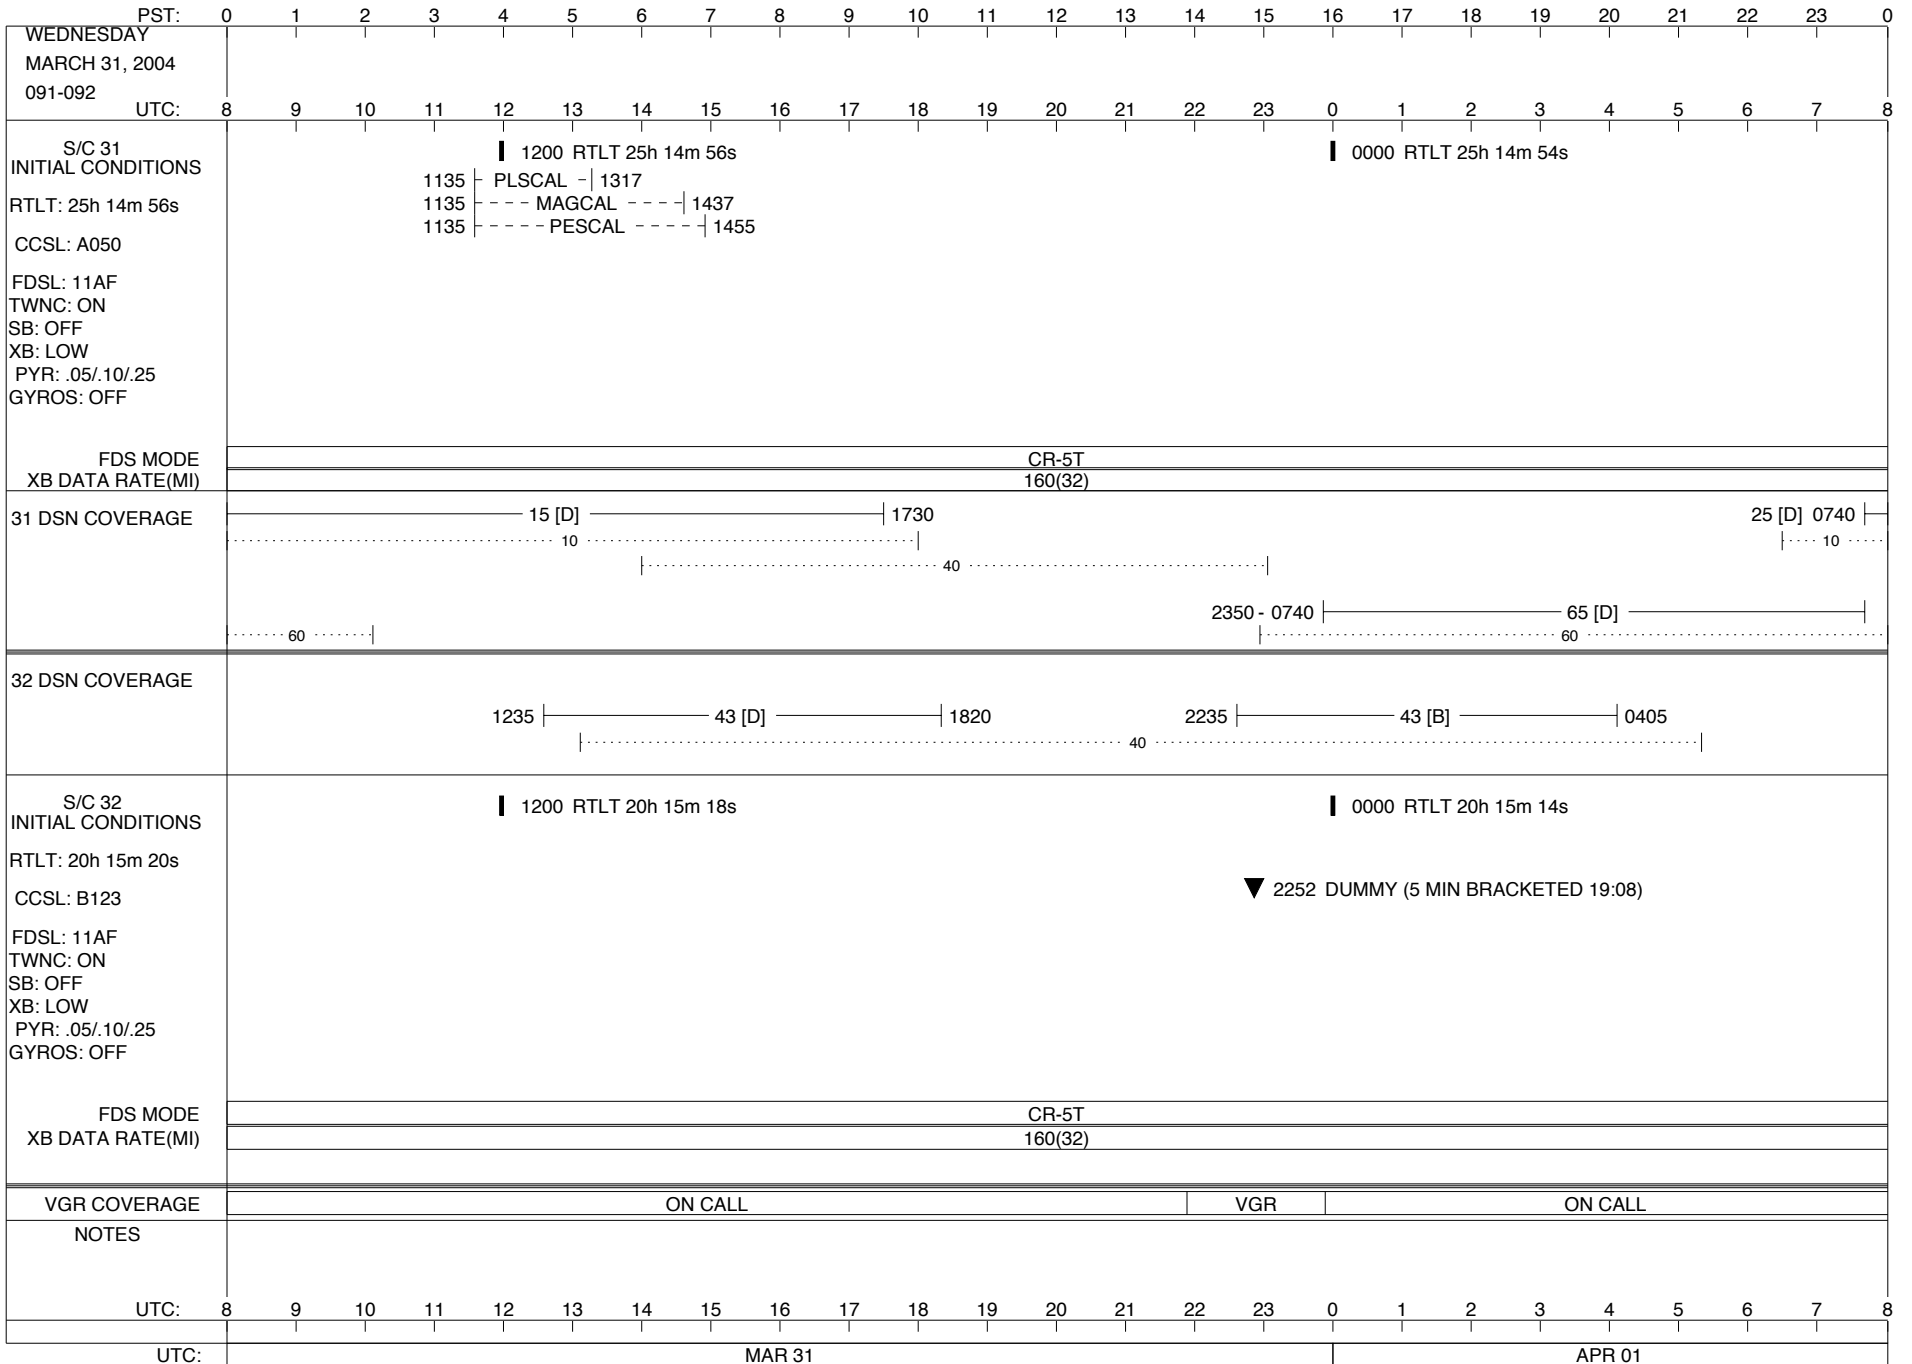 PST: 0 1 2 3 4 5 6 7 8 9 10 11 12 13 14 15 16 17 18 19 20 21 22 23 0
WEDNESDAY
MARCH 31, 2004
091-092
UTC: 8 9 10 11 12 13 14 15 16 17 18 19 20 21 22 23 0 1 2 3 4 5 6 7 8
S/C 31
INITIAL CONDITIONS
RTLT: 25h 14m 56s
CCSL: A050
FDSL: 11AF
TWNC: ON
SB: OFF
XB: LOW
PYR: .05/.10/.25
GYROS: OFF
1200 RTLT 25h 14m 56s
0000 RTLT 25h 14m 54s
1135 PLSCAL 1317
1135 MAGCAL 1437
1135 PESCAL 1455
FDS MODE CR-5T
XB DATA RATE(MI) 160(32)
31 DSN COVERAGE 15 [D] 1730 25 [D] 0740
10 10
40
2350 - 0740 65 [D]
60 60
32 DSN COVERAGE
1235 43 [D] 1820 2235 43 [B] 0405
40
S/C 32
INITIAL CONDITIONS
RTLT: 20h 15m 20s
CCSL: B123
FDSL: 11AF
TWNC: ON
SB: OFF
XB: LOW
PYR: .05/.10/.25
GYROS: OFF
1200 RTLT 20h 15m 18s
0000 RTLT 20h 15m 14s
2252 DUMMY (5 MIN BRACKETED 19:08)
FDS MODE CR-5T
XB DATA RATE(MI) 160(32)
VGR COVERAGE ON CALL VGR ON CALL
NOTES
UTC: 8 9 10 11 12 13 14 15 16 17 18 19 20 21 22 23 0 1 2 3 4 5 6 7 8
UTC: MAR 31 APR 01